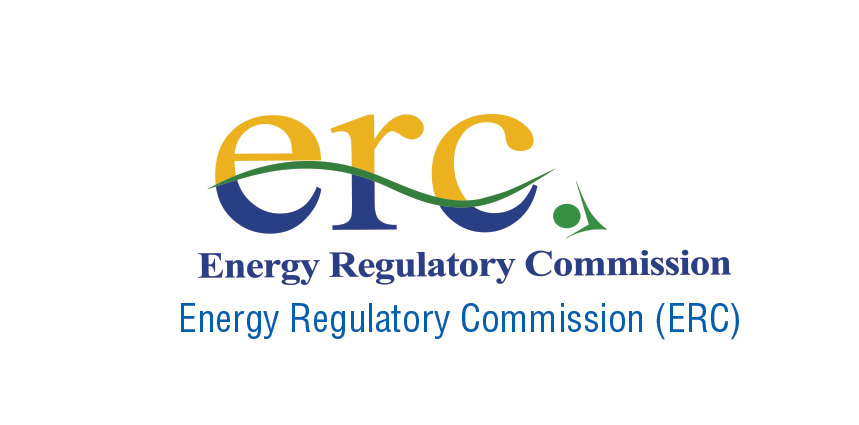 erc
Energy Regulatory Commission
Energy Regulatory Commission (ERC)